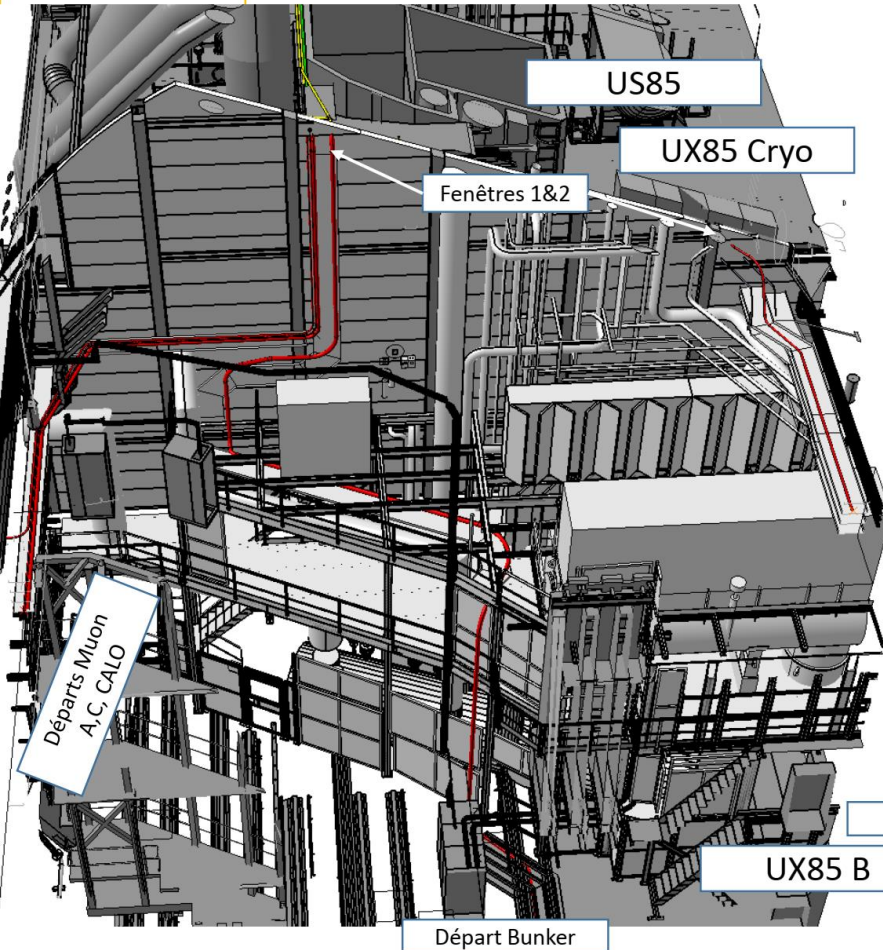 US85
UX85 Cryo
Fenêtres 1&2
Départs Muon
A,C, CALO
UX85 B
Départ Bunker